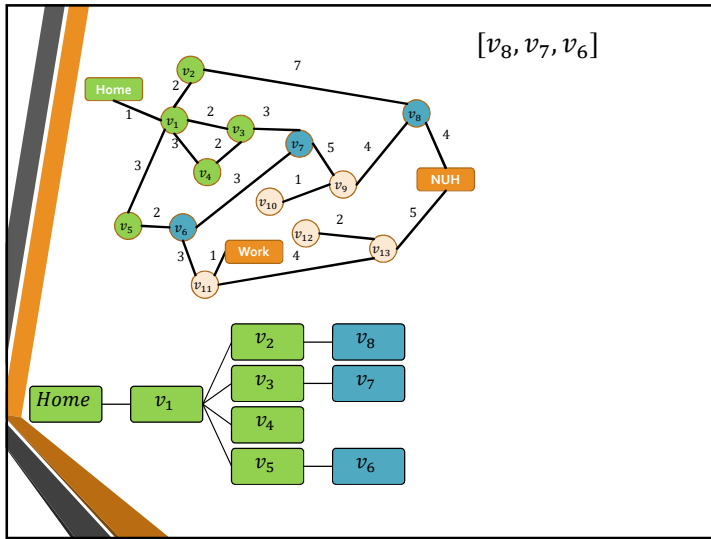 [v₈, v₇, v₆]
7
v₂
2
Home
1
v₁
2
v₃
3
v₈
4
3
2
v₄
v₇
5
4
NUH
3
3
1
v₉
v₁₀
5
v₅
2
v₆
2
v₁₂
v₁₃
3
1
Work
4
v₁₁
v₂
v₈
v₃
v₇
Home
v₁
v₄
v₅
v₆